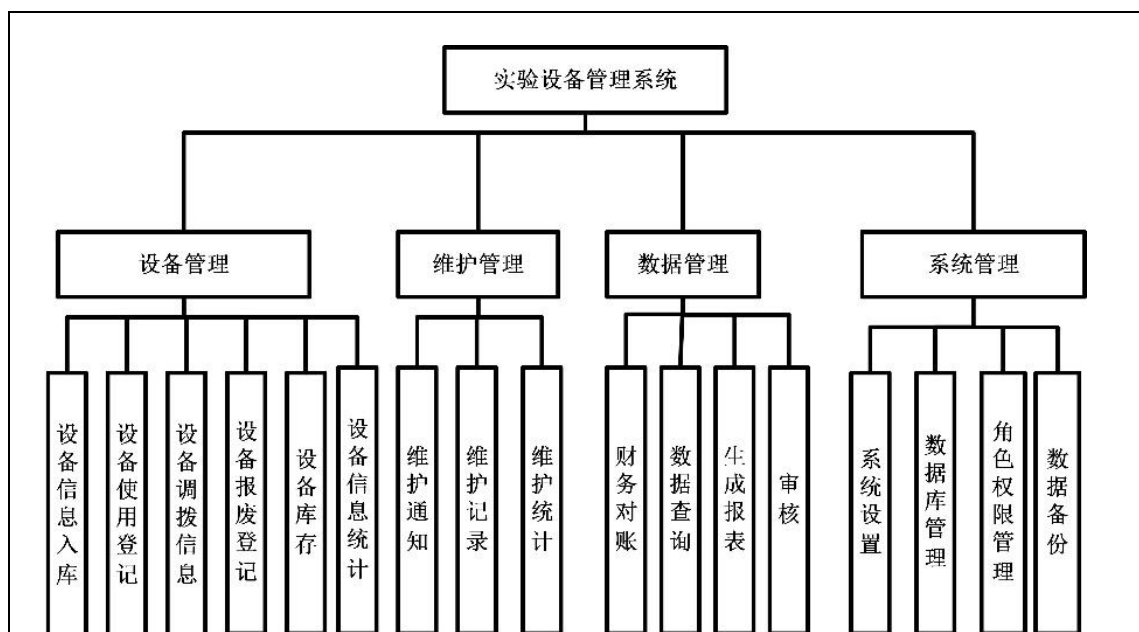 实验设备管理系统
设备管理
维护管理
数据管理
系统管理
设备信息入库
设备使用登记
设备调拨信息
设备报废登记
设备库存
设备信息统计
维护通知
维护记录
维护统计
财务对账
数据查询
生成报表
审核
系统设置
数据库管理
角色权限管理
数据备份